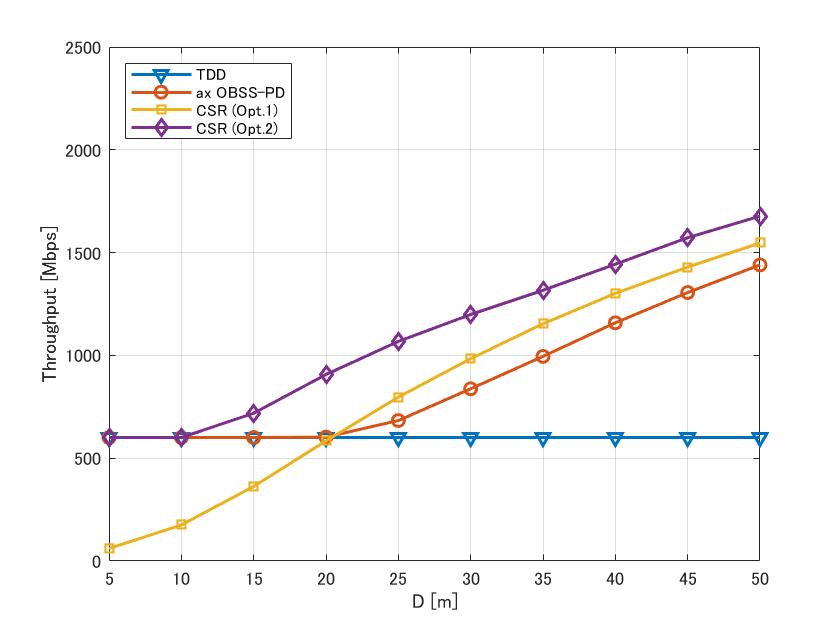 2500
2000
1500
1000
500
0
Throughput [Mbps]
TDD
ax OBSS-PD
CSR (Opt.1)
CSR (Opt.2)
5 10 15 20 25 30 35 40 45 50
D [m]